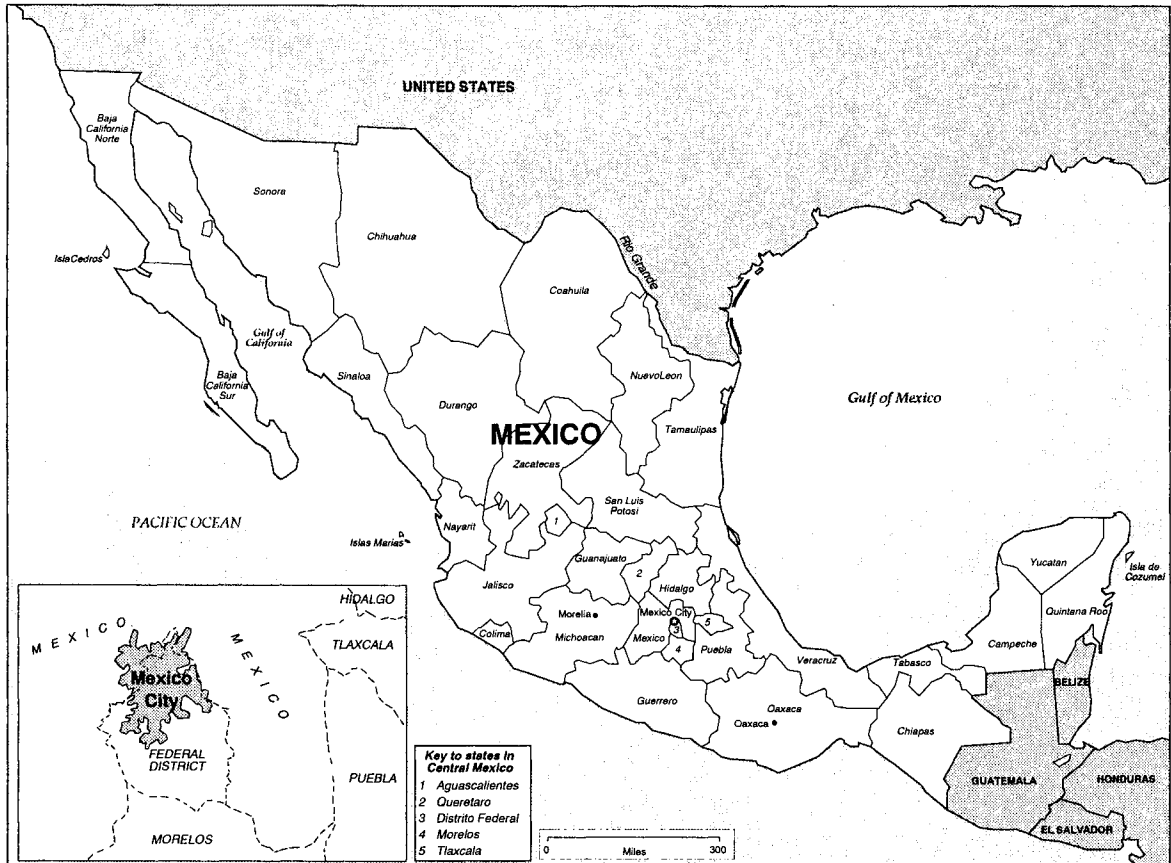 UNITED STATES
Baja
California
Norte
Sonora
Chihuahua
Isla Cedros
Rio Grande
Coahuila
Gulf of
California
Baja
California
Sur
Sinaloa
Nuevo Leon
Durango
Gulf of Mexico
MEXICO
Tamaulipas
Zacatecas
San Luis
Potosi
PACIFIC OCEAN
Nayarit
1
Islas Marias
Guanajuato
2
Yucatan
Isla de
Cozumel
Jalisco
Hidalgo
Quintana Roo
Morelia
Mexico City
3
5
Colima
Michoacan
Mexico
4
Puebla
Campeche
Veracruz
Tabasco
BELIZE
Guerrero
Oaxaca
Oaxaca
Chiapas
GUATEMALA
HONDURAS
EL SALVADOR
HIDALGO
MEXICO
MEXICO
TLAXCALA
Mexico
City
FEDERAL
DISTRICT
PUEBLA
MORELOS
Key to states in
Central Mexico
1 Aguascalientes
2 Queretaro
3 Distrito Federal
4 Morelos
5 Tlaxcala
0 Miles 300